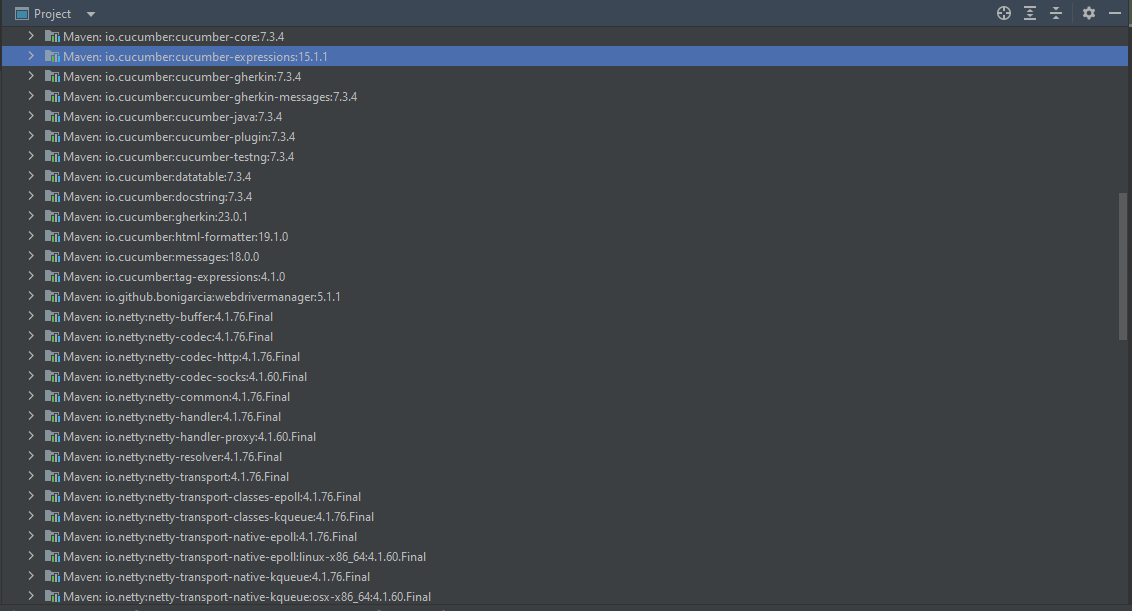 Project
Maven: io.cucumber:cucumber-core:7.3.4
Maven: io.cucumber:cucumber-expressions:15.1.1
Maven: io.cucumber:cucumber-gherkin:7.3.4
Maven: io.cucumber:cucumber-gherkin-messages:7.3.4
Maven: io.cucumber:cucumber-java:7.3.4
Maven: io.cucumber:cucumber-plugin:7.3.4
Maven: io.cucumber:cucumber-testng:7.3.4
Maven: io.cucumber:datatable:7.3.4
Maven: io.cucumber:docstring:7.3.4
Maven: io.cucumber:gherkin:23.0.1
Maven: io.cucumber:html-formatter:19.1.0
Maven: io.cucumber:messages:18.0.0
Maven: io.cucumber:tag-expressions:4.1.0
Maven: io.github.bonigarcia:webdrivermanager:5.1.1
Maven: io.netty:netty-buffer:4.1.76.Final
Maven: io.netty:netty-codec:4.1.76.Final
Maven: io.netty:netty-codec-http:4.1.76.Final
Maven: io.netty:netty-codec-socks:4.1.60.Final
Maven: io.netty:netty-common:4.1.76.Final
Maven: io.netty:netty-handler:4.1.76.Final
Maven: io.netty:netty-handler-proxy:4.1.60.Final
Maven: io.netty:netty-resolver:4.1.76.Final
Maven: io.netty:netty-transport:4.1.76.Final
Maven: io.netty:netty-transport-classes-epoll:4.1.76.Final
Maven: io.netty:netty-transport-classes-kqueue:4.1.76.Final
Maven: io.netty:netty-transport-native-epoll:4.1.76.Final
Maven: io.netty:netty-transport-native-epoll:linux-x86_64:4.1.60.Final
Maven: io.netty:netty-transport-native-kqueue:4.1.76.Final
Maven: io.netty:netty-transport-native-kqueue:osx-x86_64:4.1.60.Final